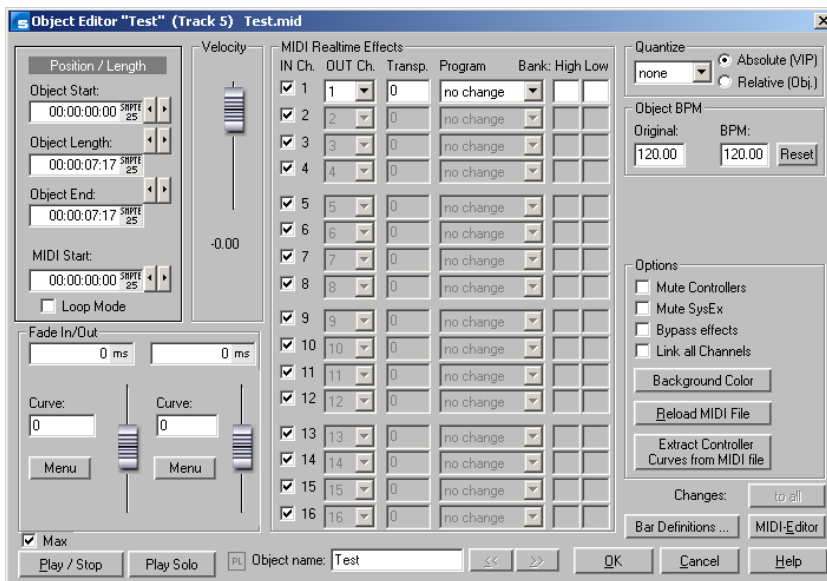 Object Editor "Test" (Track 5) Test.mid
Position / Length
Object Start:
00:00:00:00 SMPTE 25
Object Length:
00:00:07:17 SMPTE 25
Object End:
00:00:07:17 SMPTE 25
MIDI Start:
00:00:00:00 SMPTE 25
Loop Mode
Velocity
-0.00
Fade In/Out
0 ms 0 ms
Curve: Curve:
0 0
Menu Menu
Max
Play / Stop Play Solo
MIDI Realtime Effects
IN Ch. OUT Ch. Transp. Program Bank: High Low
1 1 0 no change
2 2 0 no change
3 3 0 no change
4 4 0 no change
5 5 0 no change
6 6 0 no change
7 7 0 no change
8 8 0 no change
9 9 0 no change
10 10 0 no change
11 11 0 no change
12 12 0 no change
13 13 0 no change
14 14 0 no change
15 15 0 no change
16 16 0 no change
Quantize
none
Absolute (VIP)
Relative (Obj.)
Object BPM
Original: BPM:
120.00 120.00 Reset
Options
Mute Controllers
Mute SysEx
Bypass effects
Link all Channels
Background Color
Reload MIDI File
Extract Controller
Curves from MIDI file
Changes: to all
Bar Definitions ... MIDI-Editor
PL Object name: Test << >> OK Cancel Help